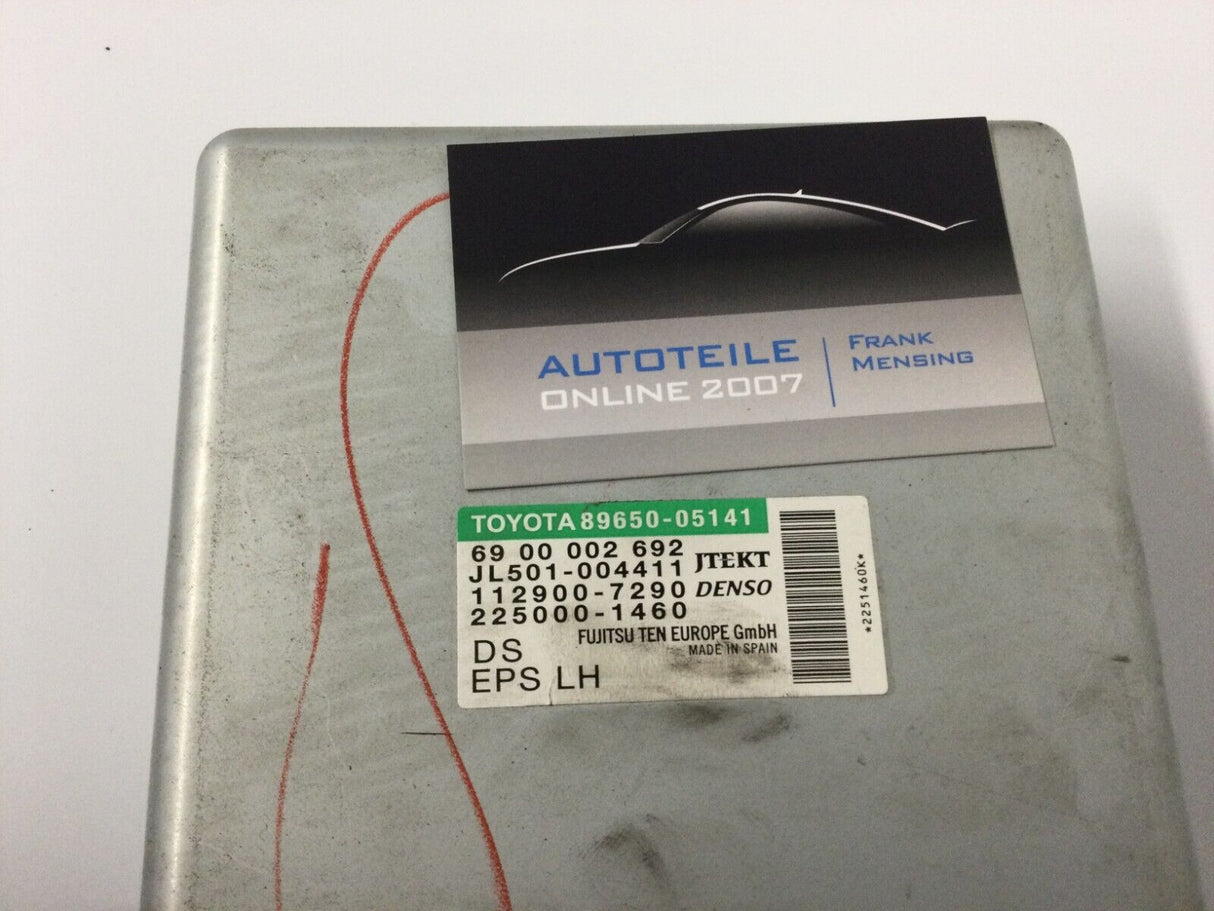 AUTOTEILE
ONLINE 2007
FRANK
MENSING
TOYOTA 89650-05141
69 00 002 692
JL501-004411 JTEKT
112900-7290 DENSO
225000-1460
FUJITSU TEN EUROPE GmbH
MADE IN SPAIN
DS
EPS LH
*2251460K*